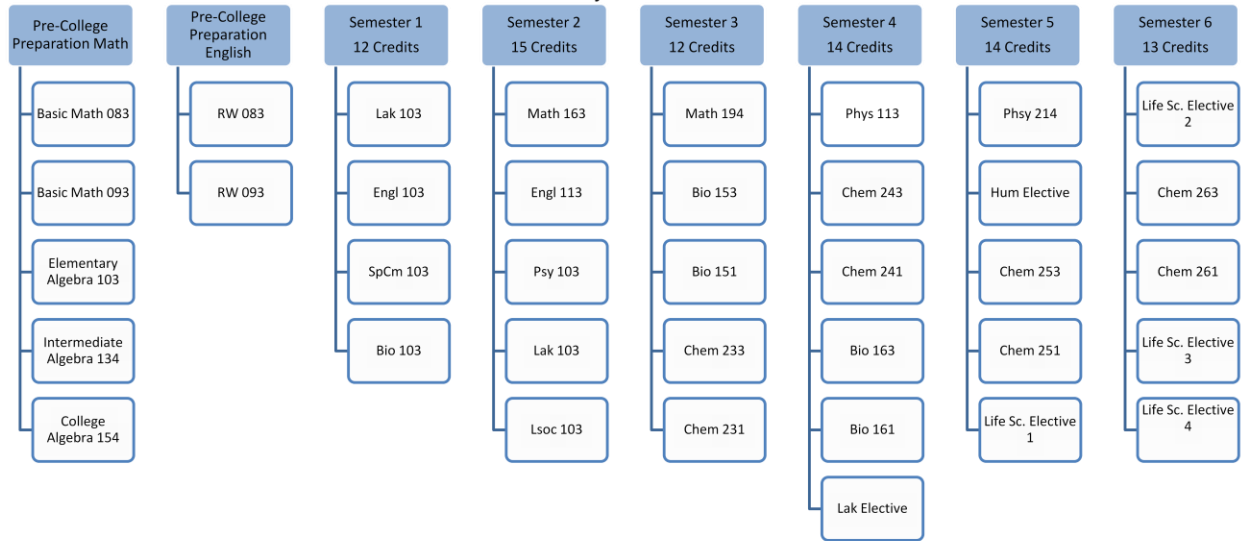 Pre-College
Preparation Math
Basic Math 083
Basic Math 093
Elementary
Algebra 103
Intermediate
Algebra 134
College
Algebra 154
Pre-College
Preparation
English
RW 083
RW 093
Semester 1
12 Credits
Lak 103
Engl 103
SpCm 103
Bio 103
Semester 2
15 Credits
Math 163
Engl 113
Psy 103
Lak 103
Lsoc 103
Semester 3
12 Credits
Math 194
Bio 153
Bio 151
Chem 233
Chem 231
Semester 4
14 Credits
Phys 113
Chem 243
Chem 241
Bio 163
Bio 161
Lak Elective
Semester 5
14 Credits
Phsy 214
Hum Elective
Chem 253
Chem 251
Life Sc. Elective
1
Semester 6
13 Credits
Life Sc. Elective
2
Chem 263
Chem 261
Life Sc. Elective
3
Life Sc. Elective
4